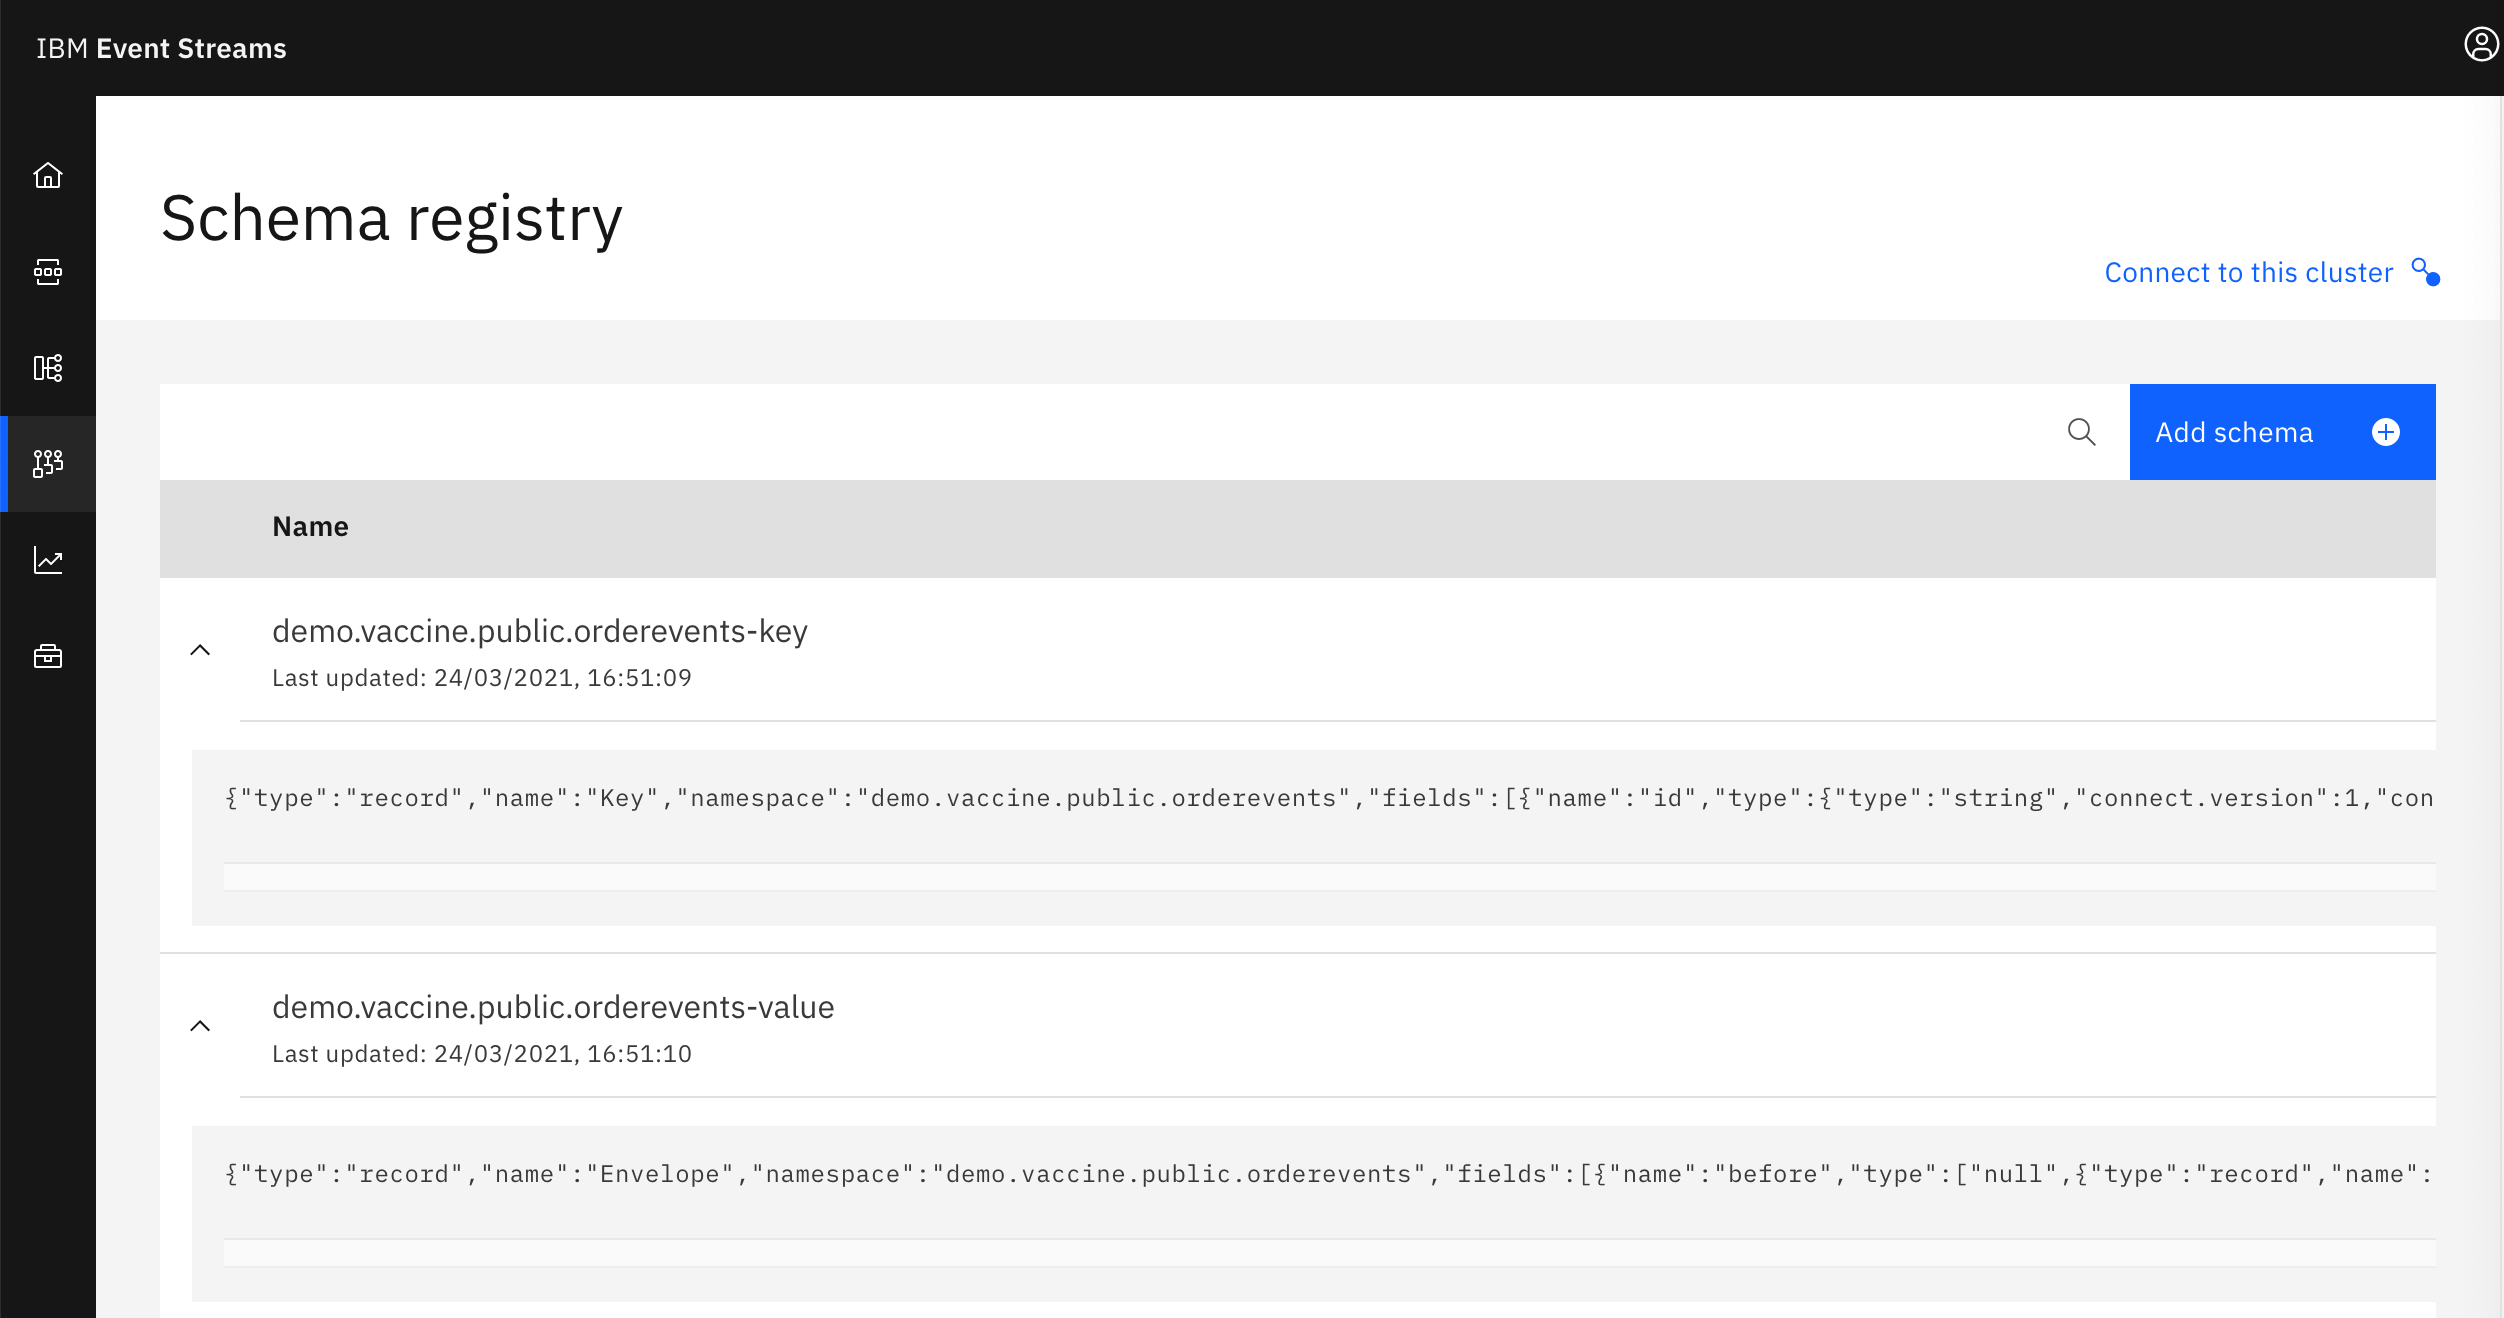 IBM Event Streams
Schema registry
Connect to this cluster
Add schema
Name
demo.vaccine.public.orderevents-key
Last updated: 24/03/2021, 16:51:09
{"type":"record","name":"Key","namespace":"demo.vaccine.public.orderevents","fields":[{"name":"id","type":{"type":"string","connect.version":1,"con
demo.vaccine.public.orderevents-value
Last updated: 24/03/2021, 16:51:10
{"type":"record","name":"Envelope","namespace":"demo.vaccine.public.orderevents","fields":[{"name":"before","type":["null",{"type":"record","name":